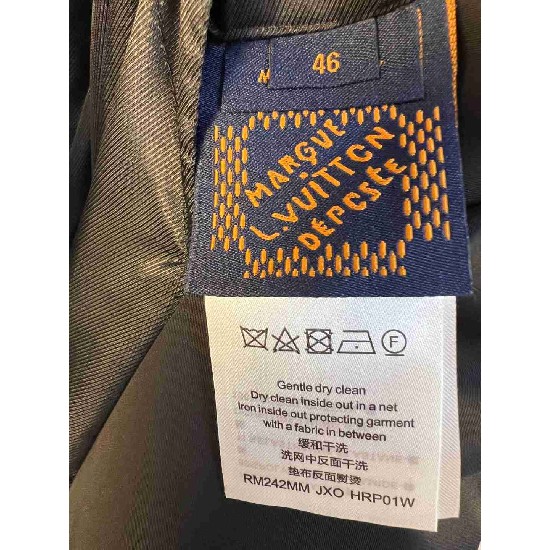 46
MARQUE
L.VUITTON
DÉPOSÉE
F
Gentle dry clean
Dry clean inside out in a net
Iron inside out protecting garment
with a fabric in between
缓和干洗
洗网中反面干洗
垫布反面熨烫
RM242MM JXO HRP01W